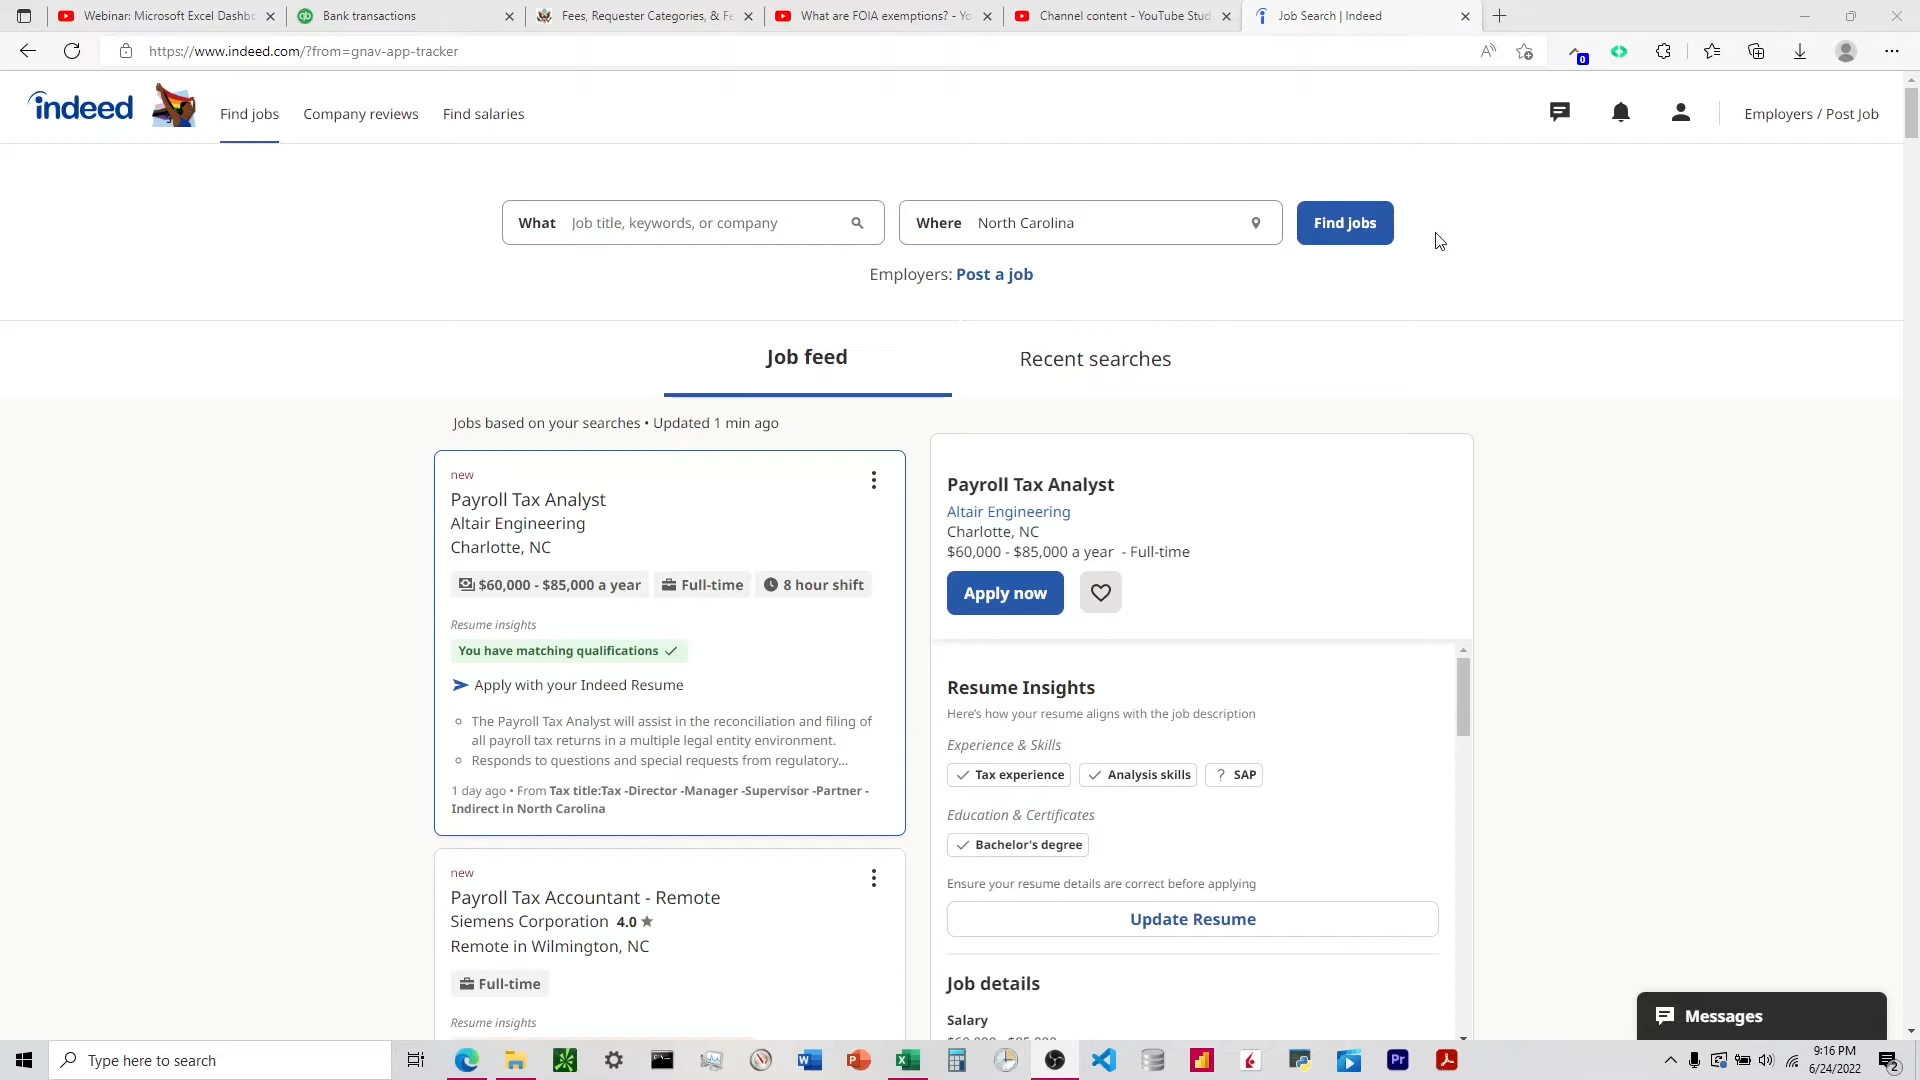 Webinar: Microsoft Excel Dashbo
Bank transactions
Fees, Requester Categories, & Fe
What are FOIA exemptions? - Yo
Channel content - YouTube Stud
Job Search | Indeed
https://www.indeed.com/?from=gnav-app-tracker
0
indeed
Find jobs
Company reviews
Find salaries
Employers / Post Job
What
Job title, keywords, or company
Where
North Carolina
Find jobs
Employers: Post a job
Job feed
Recent searches
Jobs based on your searches • Updated 1 min ago
new
Payroll Tax Analyst
Altair Engineering
Charlotte, NC
$60,000 - $85,000 a year
Full-time
8 hour shift
Resume insights
You have matching qualifications
Apply with your Indeed Resume
The Payroll Tax Analyst will assist in the reconciliation and filing of
all payroll tax returns in a multiple legal entity environment.
Responds to questions and special requests from regulatory...
1 day ago • From Tax title:Tax -Director -Manager -Supervisor -Partner -
Indirect in North Carolina
new
Payroll Tax Accountant - Remote
Siemens Corporation 4.0 ★
Remote in Wilmington, NC
Full-time
Resume insights
Payroll Tax Analyst
Altair Engineering
Charlotte, NC
$60,000 - $85,000 a year - Full-time
Apply now
Resume Insights
Here's how your resume aligns with the job description
Experience & Skills
Tax experience
Analysis skills
? SAP
Education & Certificates
Bachelor's degree
Ensure your resume details are correct before applying
Update Resume
Job details
Salary
$60,000 - $85,000
Messages
Type here to search
Pr
9:16 PM
6/24/2022
2